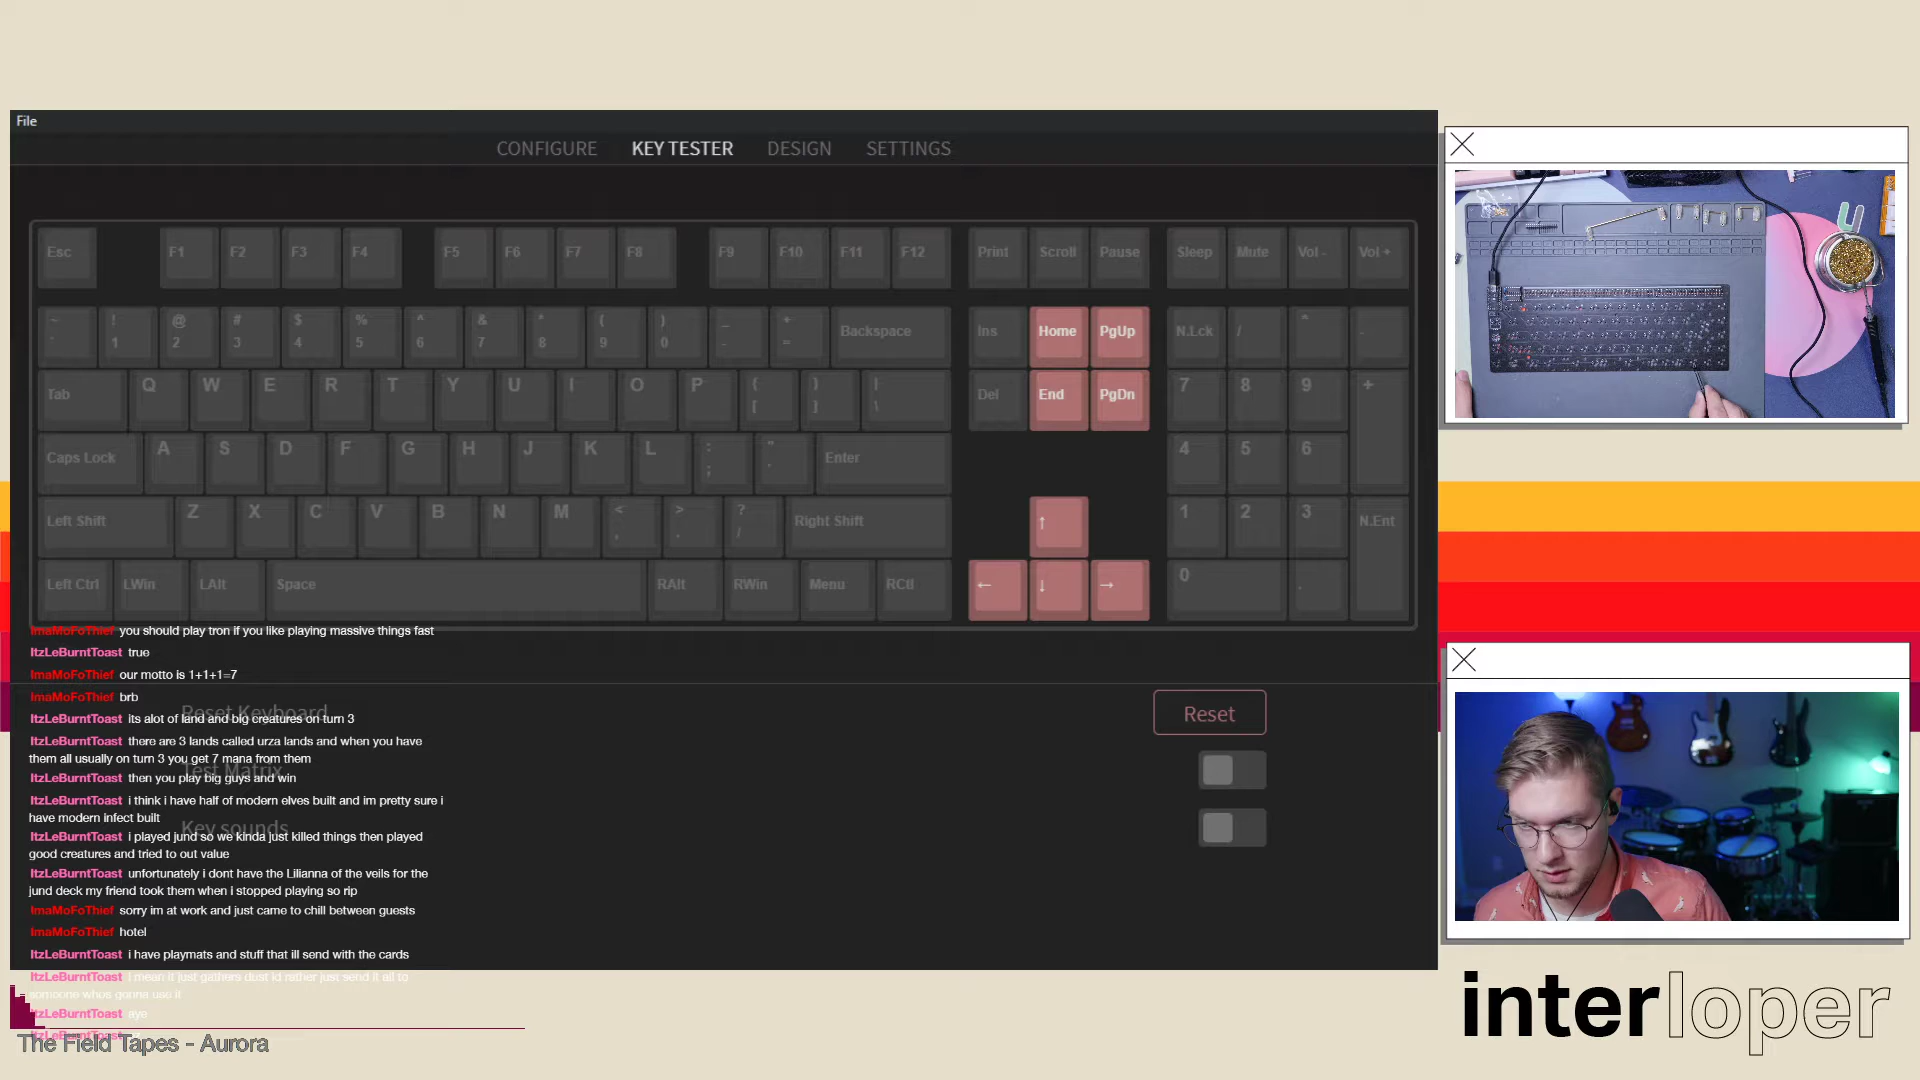 File
CONFIGURE KEY TESTER DESIGN SETTINGS
Esc F1 F2 F3 F4 F5 F6 F7 F8 F9 F10 F11 F12 Print Scroll Pause Sleep Mute Vol - Vol +
~ ! @ # $ % ^ & * ( ) _ + Backspace Ins Home PgUp N.Lck / * -
` 1 2 3 4 5 6 7 8 9 0 - =
Tab Q W E R T Y U I O P { } | Del End PgDn 7 8 9 +
[ ] \
Caps Lock A S D F G H J K L : " Enter 4 5 6
; '
Left Shift Z X C V B N M < > ? Right Shift ↑ 1 2 3 N.Ent
, . /
Left Ctrl LWin LAlt Space RAlt RWin Menu RCtl ← ↓ → 0 .
ImaMoFoThief you should play tron if you like playing massive things fast
ItzLeBurntToast true
ImaMoFoThief our motto is 1+1+1=7
ImaMoFoThief brb
Reset Keyboard Reset
ItzLeBurntToast its alot of land and big creatures on turn 3
ItzLeBurntToast there are 3 lands called urza lands and when you have
them all usually on turn 3 you get 7 mana from them
Test Matrix
ItzLeBurntToast then you play big guys and win
ItzLeBurntToast i think i have half of modern elves built and im pretty sure i
have modern infect built
Key sounds
ItzLeBurntToast i played jund so we kinda just killed things then played
good creatures and tried to out value
ItzLeBurntToast unfortunately i dont have the Lilianna of the veils for the
jund deck my friend took them when i stopped playing so rip
ImaMoFoThief sorry im at work and just came to chill between guests
ImaMoFoThief hotel
ItzLeBurntToast i have playmats and stuff that ill send with the cards
ItzLeBurntToast i mean it just gathers dust id rather just send it all to
someone whos gonna use it
ItzLeBurntToast aye
ItzLeBurntToast
The Field Tapes - Aurora
interloper